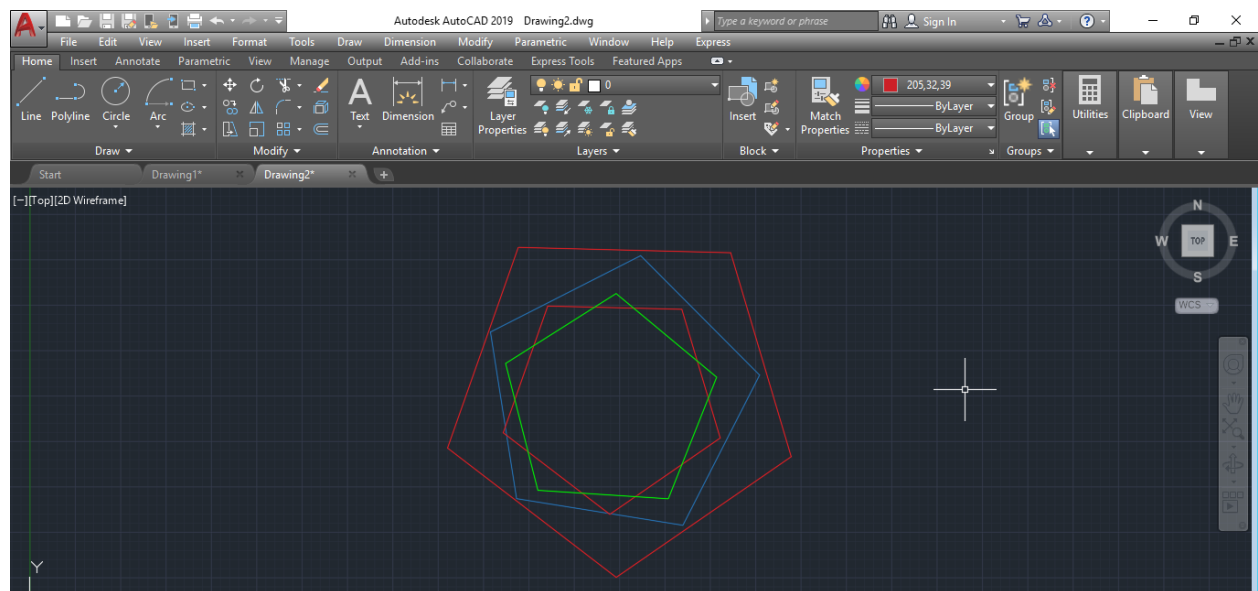 Autodesk AutoCAD 2019 Drawing2.dwg Type a keyword or phrase Sign In
File Edit View Insert Format Tools Draw Dimension Modify Parametric Window Help Express
Home Insert Annotate Parametric View Manage Output Add-ins Collaborate Express Tools Featured Apps
0 205,32,39
ByLayer
Line Polyline Circle Arc Text Dimension Layer Properties Insert Match Properties ByLayer Group Utilities Clipboard View
Draw Modify Annotation Layers Block Properties Groups
Start Drawing1* Drawing2*
[−][Top][2D Wireframe]
N
W TOP E
S
WCS
Y